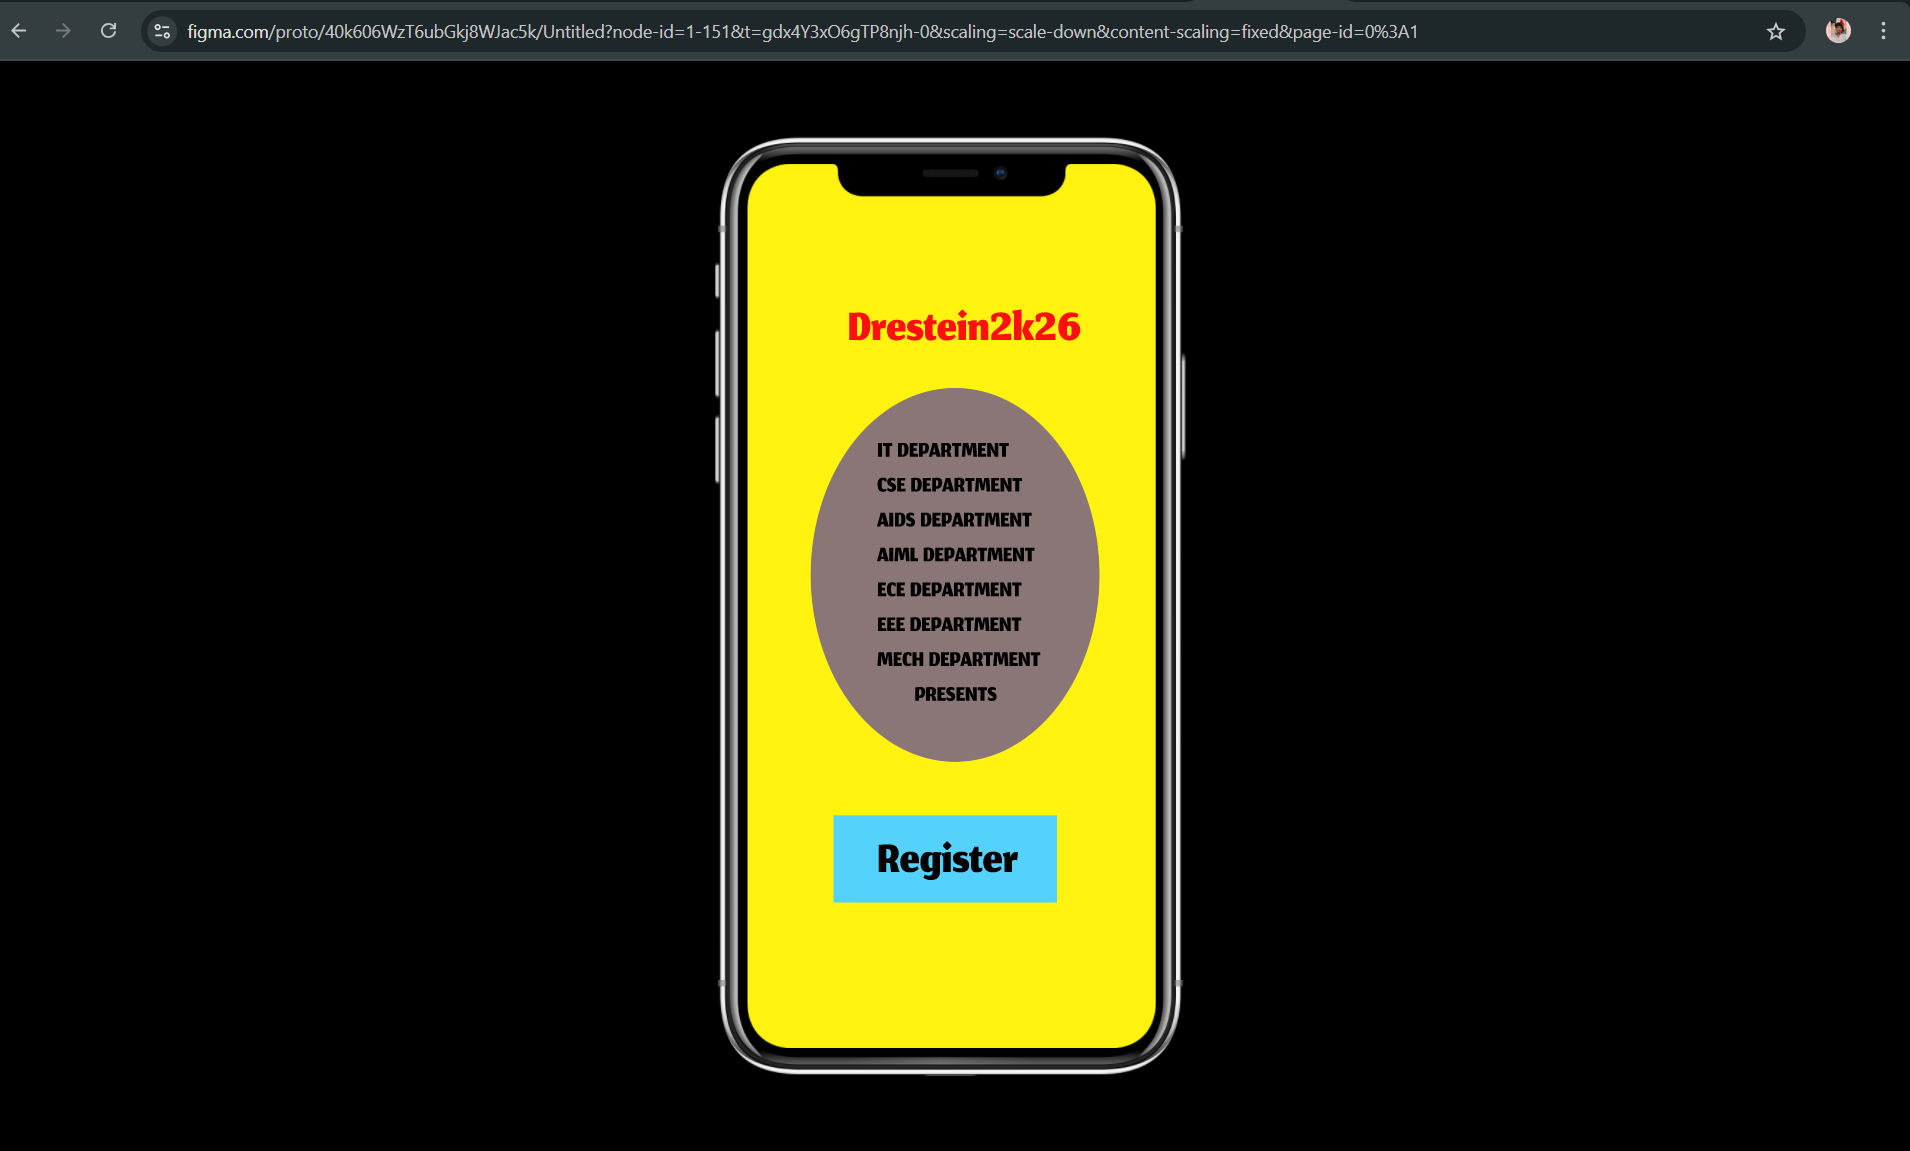 figma.com/proto/40k606WzT6ubGkj8WJac5k/Untitled?node-id=1-151&t=gdx4Y3xO6gTP8njh-0&scaling=scale-down&content-scaling=fixed&page-id=0%3A1
Drestein2k26
IT DEPARTMENT
CSE DEPARTMENT
AIDS DEPARTMENT
AIML DEPARTMENT
ECE DEPARTMENT
EEE DEPARTMENT
MECH DEPARTMENT
PRESENTS
Register